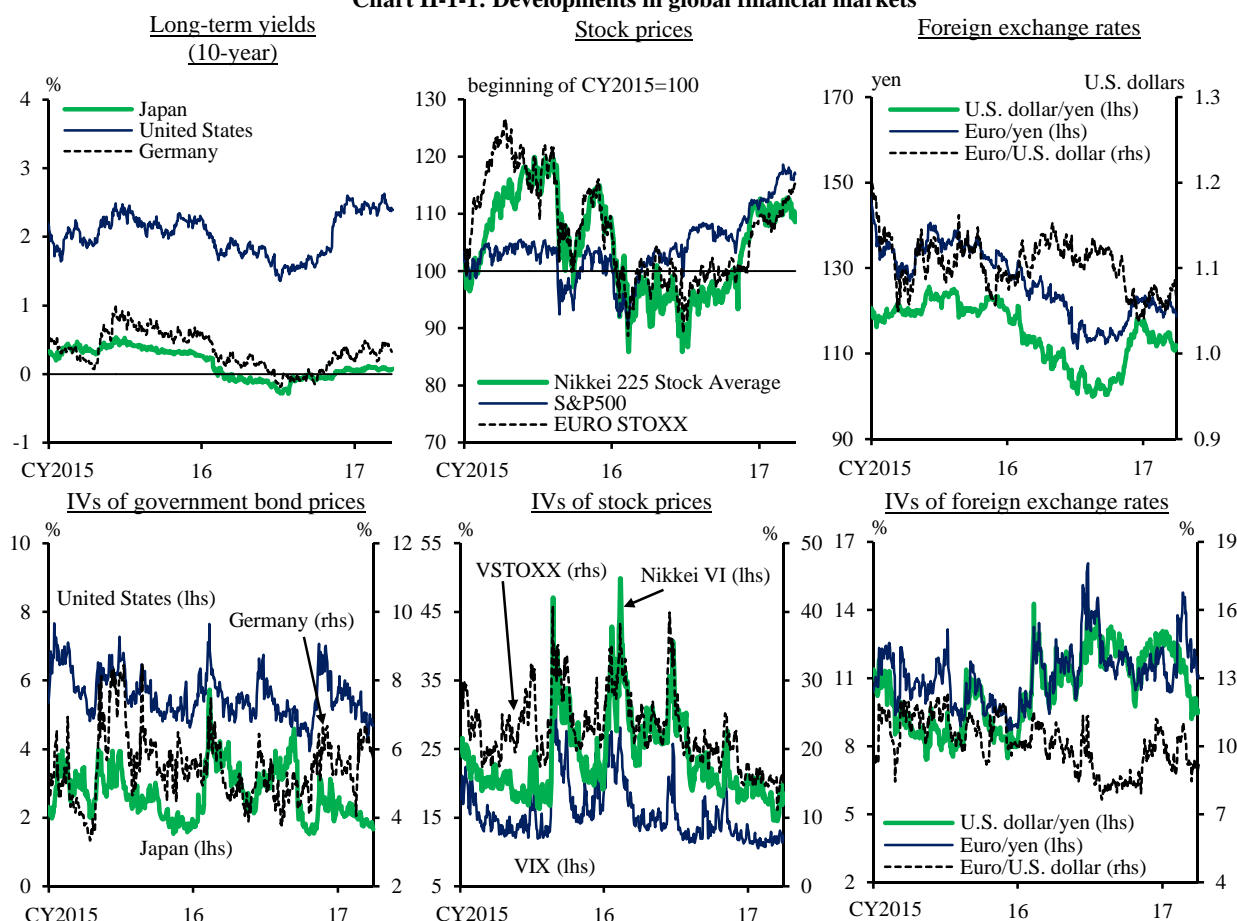 Chart II-1-1: Developments in global financial markets
Long-term yields
(10-year)
%
4
3
2
1
0
-1
Japan
United States
Germany
CY2015 16 17
Stock prices
beginning of CY2015=100
130
120
110
100
90
80
70
Nikkei 225 Stock Average
S&P500
EURO STOXX
CY2015 16 17
Foreign exchange rates
yen U.S. dollars
170 1.3
150 1.2
130 1.1
110 1.0
90 0.9
U.S. dollar/yen (lhs)
Euro/yen (lhs)
Euro/U.S. dollar (rhs)
CY2015 16 17
IVs of government bond prices
% %
10 12
8 10
6 8
4 6
2 4
0 2
United States (lhs)
Germany (rhs)
Japan (lhs)
CY2015 16 17
IVs of stock prices
% %
55 50
45 40
35 30
25 20
15 10
5 0
VSTOXX (rhs)
Nikkei VI (lhs)
VIX (lhs)
CY2015 16 17
IVs of foreign exchange rates
% %
17 19
14 16
11 13
8 10
5 7
2 4
U.S. dollar/yen (lhs)
Euro/yen (lhs)
Euro/U.S. dollar (rhs)
CY2015 16 17